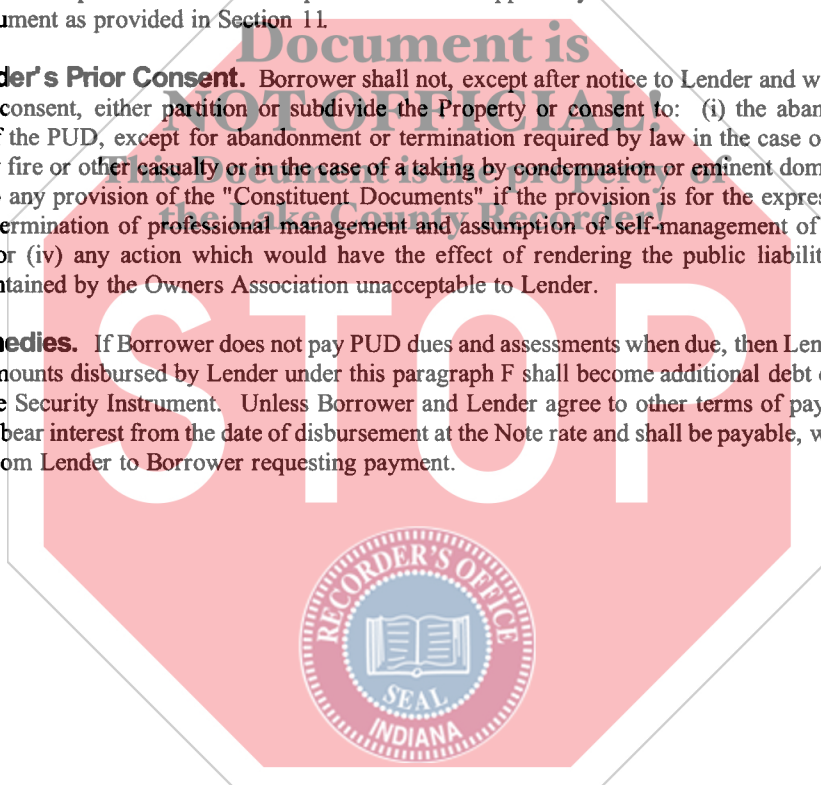 ument as provided in Section 11.
Document is
der's Prior Consent. Borrower shall not, except after notice to Lender and w
consent, either partition or subdivide the Property or consent to: (i) the aban
NOT OFFICIAL!
f the PUD, except for abandonment or termination required by law in the case o
fire or other casualty or in the case of a taking by condemnation or eminent dom
This Document is the property of
any provision of the "Constituent Documents" if the provision is for the expres
the Lake County Recorder!
ermination of professional management and assumption of self-management of
or (iv) any action which would have the effect of rendering the public liabilit
ntained by the Owners Association unacceptable to Lender.
STOP
edies. If Borrower does not pay PUD dues and assessments when due, then Len
nounts disbursed by Lender under this paragraph F shall become additional debt
e Security Instrument. Unless Borrower and Lender agree to other terms of pay
bear interest from the date of disbursement at the Note rate and shall be payable, w
om Lender to Borrower requesting payment.
RECORDER'S OFFICE
SEAL
INDIANA